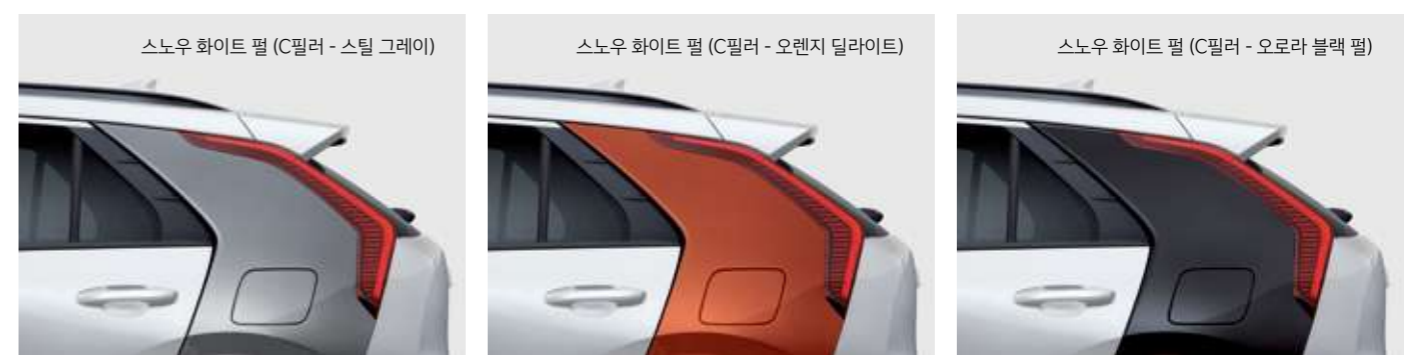 스노우 화이트 펄 (C필러 - 스틸 그레이)
스노우 화이트 펄 (C필러 - 오렌지 딜라이트)
스노우 화이트 펄 (C필러 - 오로라 블랙 펄)